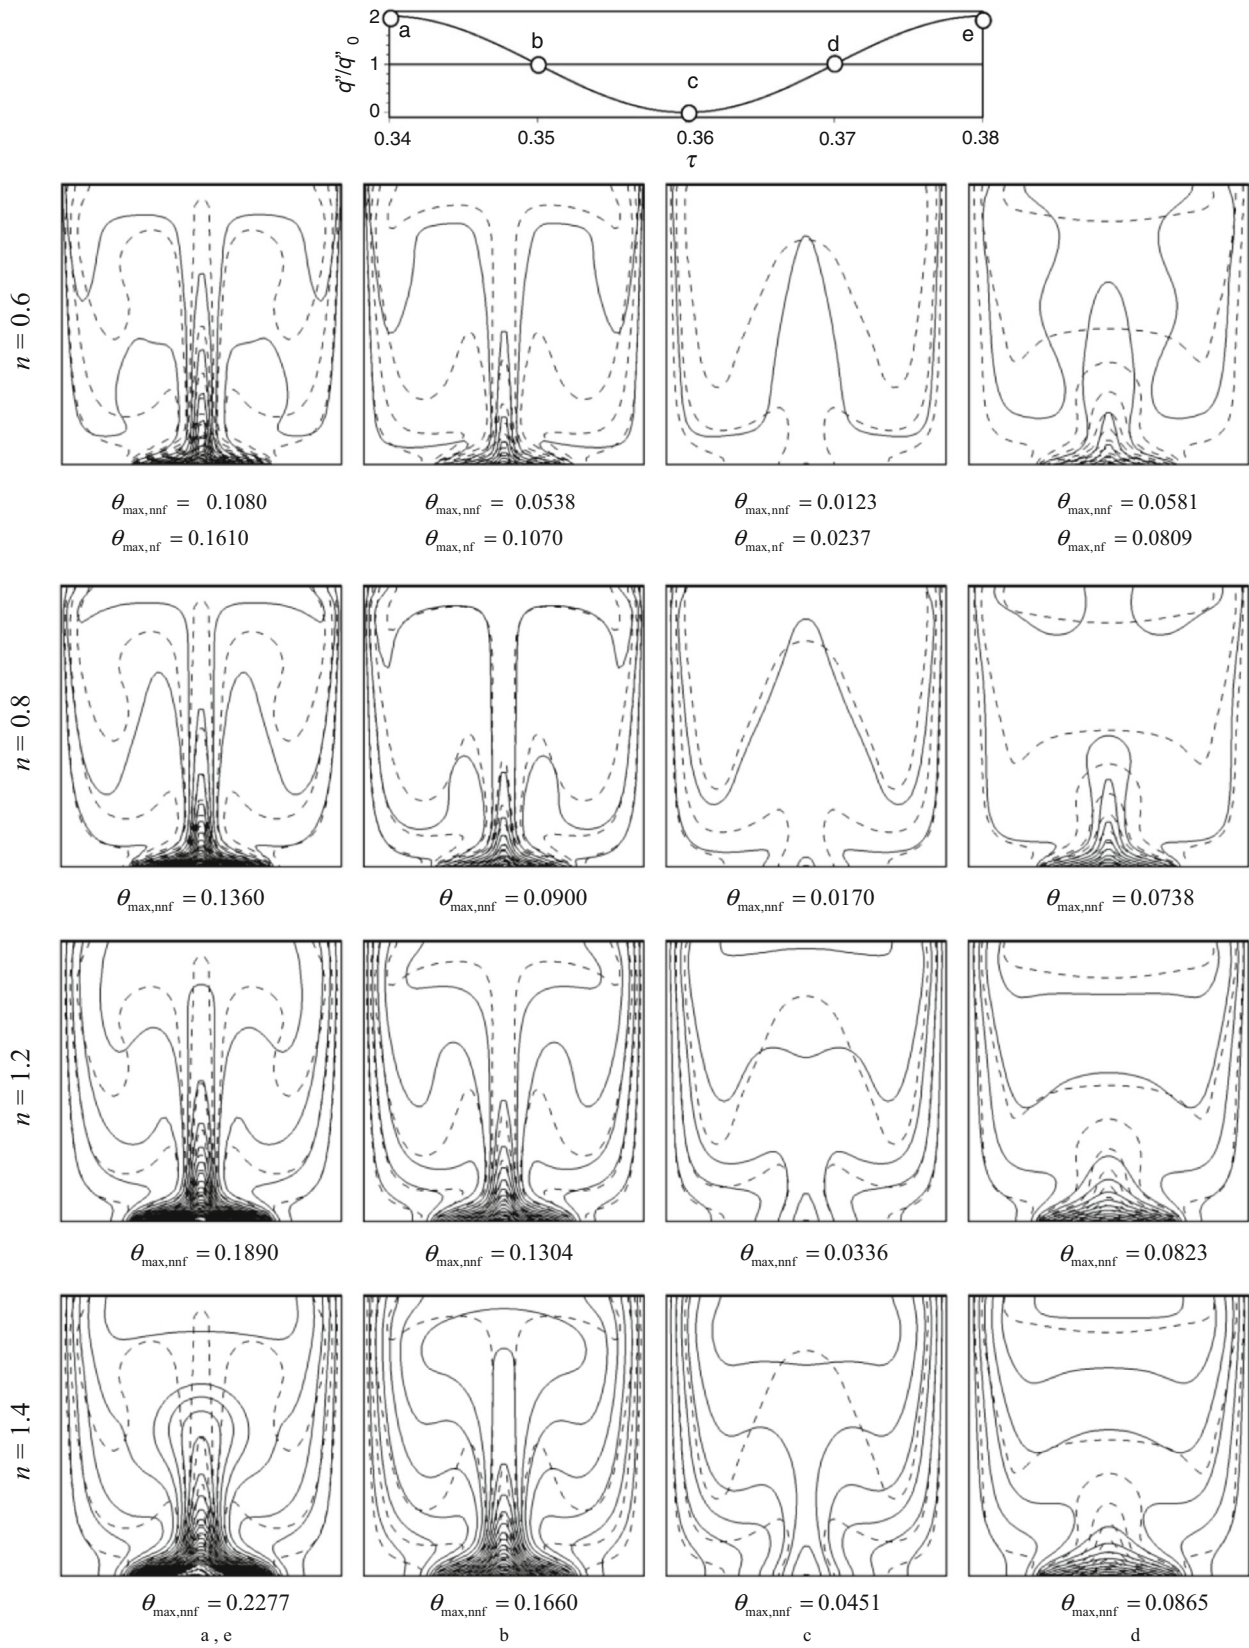 2
1
0
q"/q"0
a
b
c
d
e
0.34 0.35 0.36 0.37 0.38
τ
n = 0.6
θmax,nnf = 0.1080 θmax,nnf = 0.0538 θmax,nnf =0.0123 θmax,nnf =0.0581
θmax,nf =0.1610 θmax,nf =0.1070 θmax,nf =0.0237 θmax,nf =0.0809
n = 0.8
θmax,nnf =0.1360 θmax,nnf =0.0900 θmax,nnf =0.0170 θmax,nnf =0.0738
n = 1.2
θmax,nnf =0.1890 θmax,nnf =0.1304 θmax,nnf =0.0336 θmax,nnf =0.0823
n = 1.4
θmax,nnf =0.2277 θmax,nnf =0.1660 θmax,nnf =0.0451 θmax,nnf =0.0865
a , e b c d